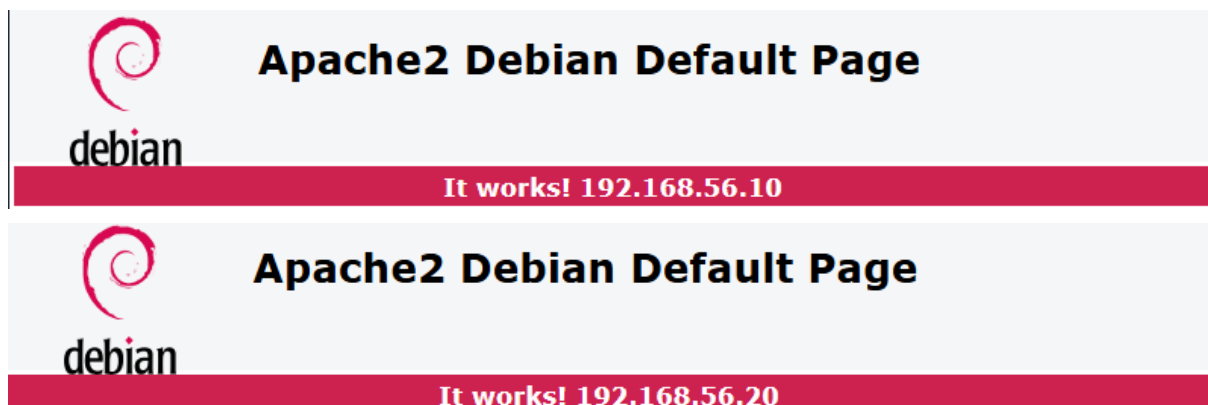 Apache2 Debian Default Page
debian
It works! 192.168.56.10
Apache2 Debian Default Page
debian
It works! 192.168.56.20